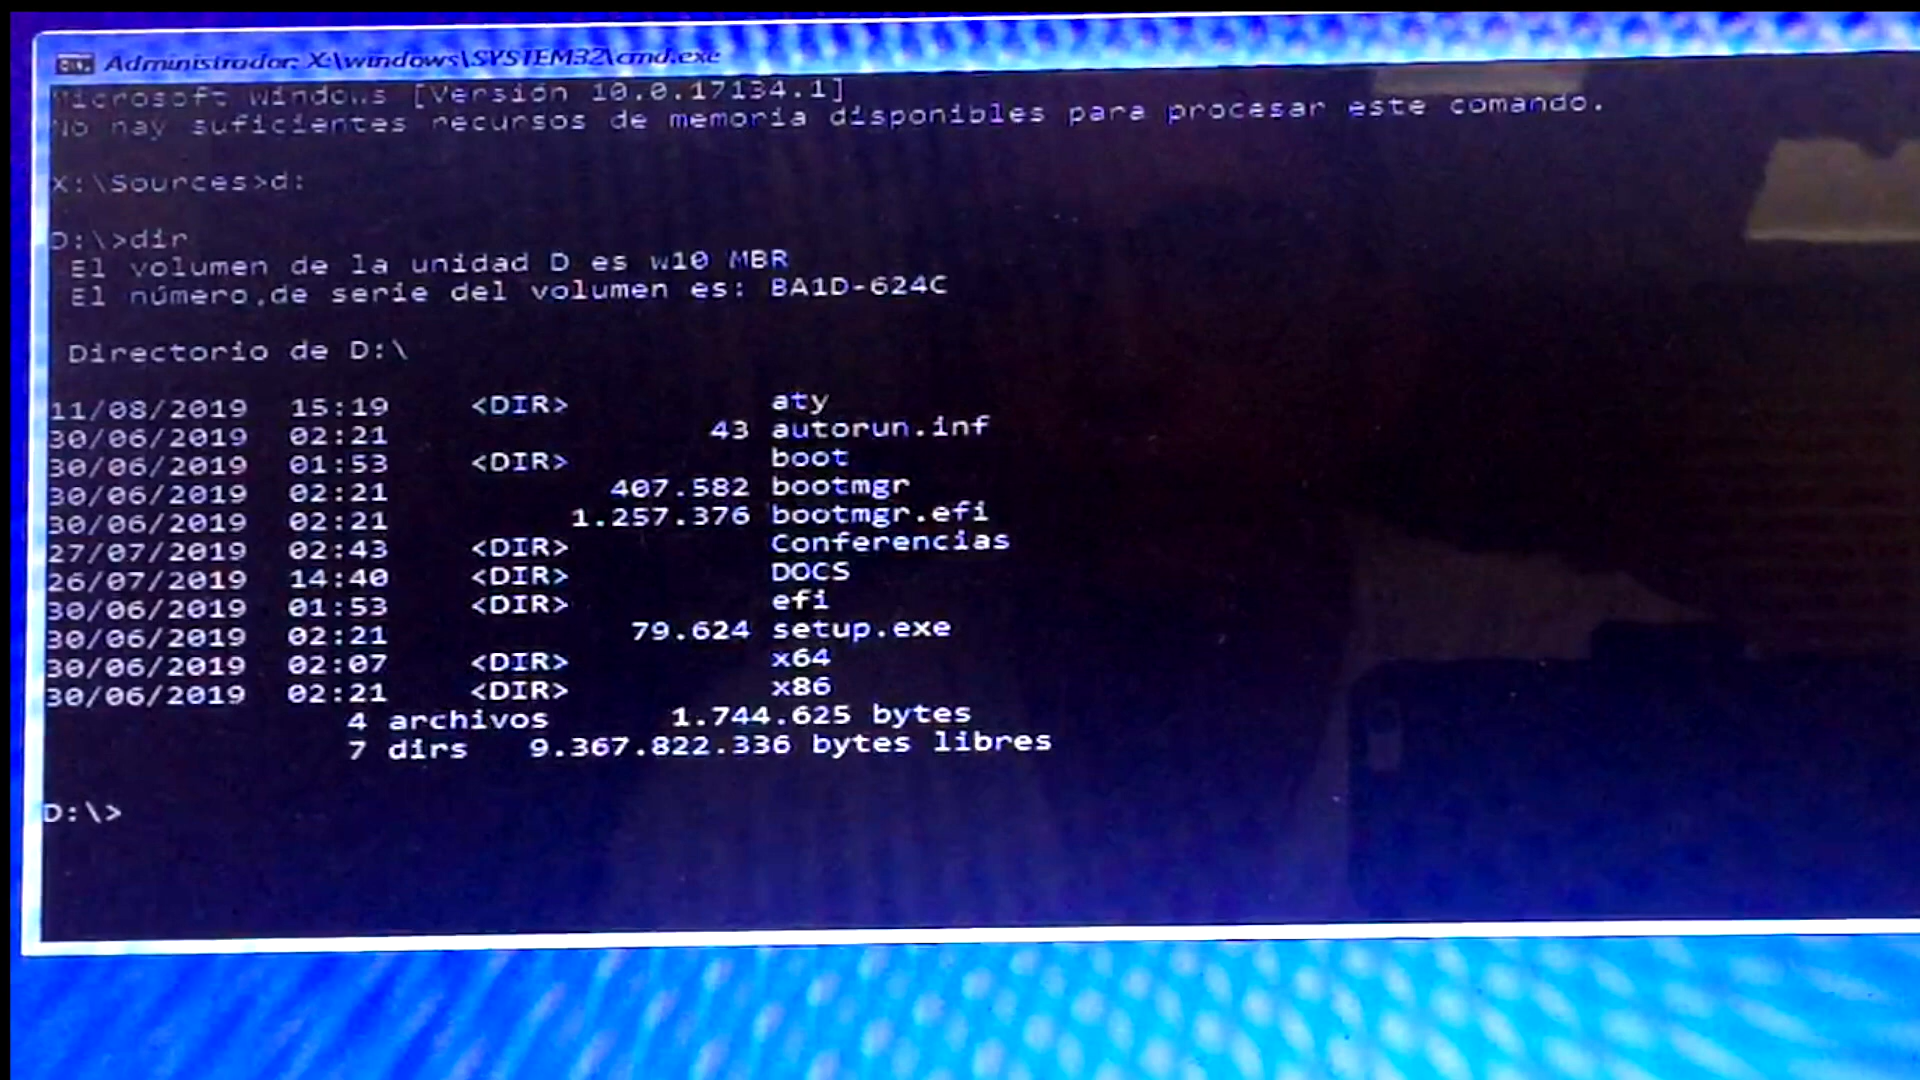 Administrador: X:\windows\SYSTEM32\cmd.exe
Microsoft Windows [Versión 10.0.17134.1]
No hay suficientes recursos de memoria disponibles para procesar este comando.
X:\Sources>d:
D:\>dir
El volumen de la unidad D es w10 MBR
El número de serie del volumen es: BA1D-624C
Directorio de D:\
11/08/2019 15:19 <DIR> aty
30/06/2019 02:21 43 autorun.inf
30/06/2019 01:53 <DIR> boot
30/06/2019 02:21 407.582 bootmgr
30/06/2019 02:21 1.257.376 bootmgr.efi
27/07/2019 02:43 <DIR> Conferencias
26/07/2019 14:40 <DIR> DOCS
30/06/2019 01:53 <DIR> efi
30/06/2019 02:21 79.624 setup.exe
30/06/2019 02:07 <DIR> x64
30/06/2019 02:21 <DIR> x86
4 archivos 1.744.625 bytes
7 dirs 9.367.822.336 bytes libres
D:\>